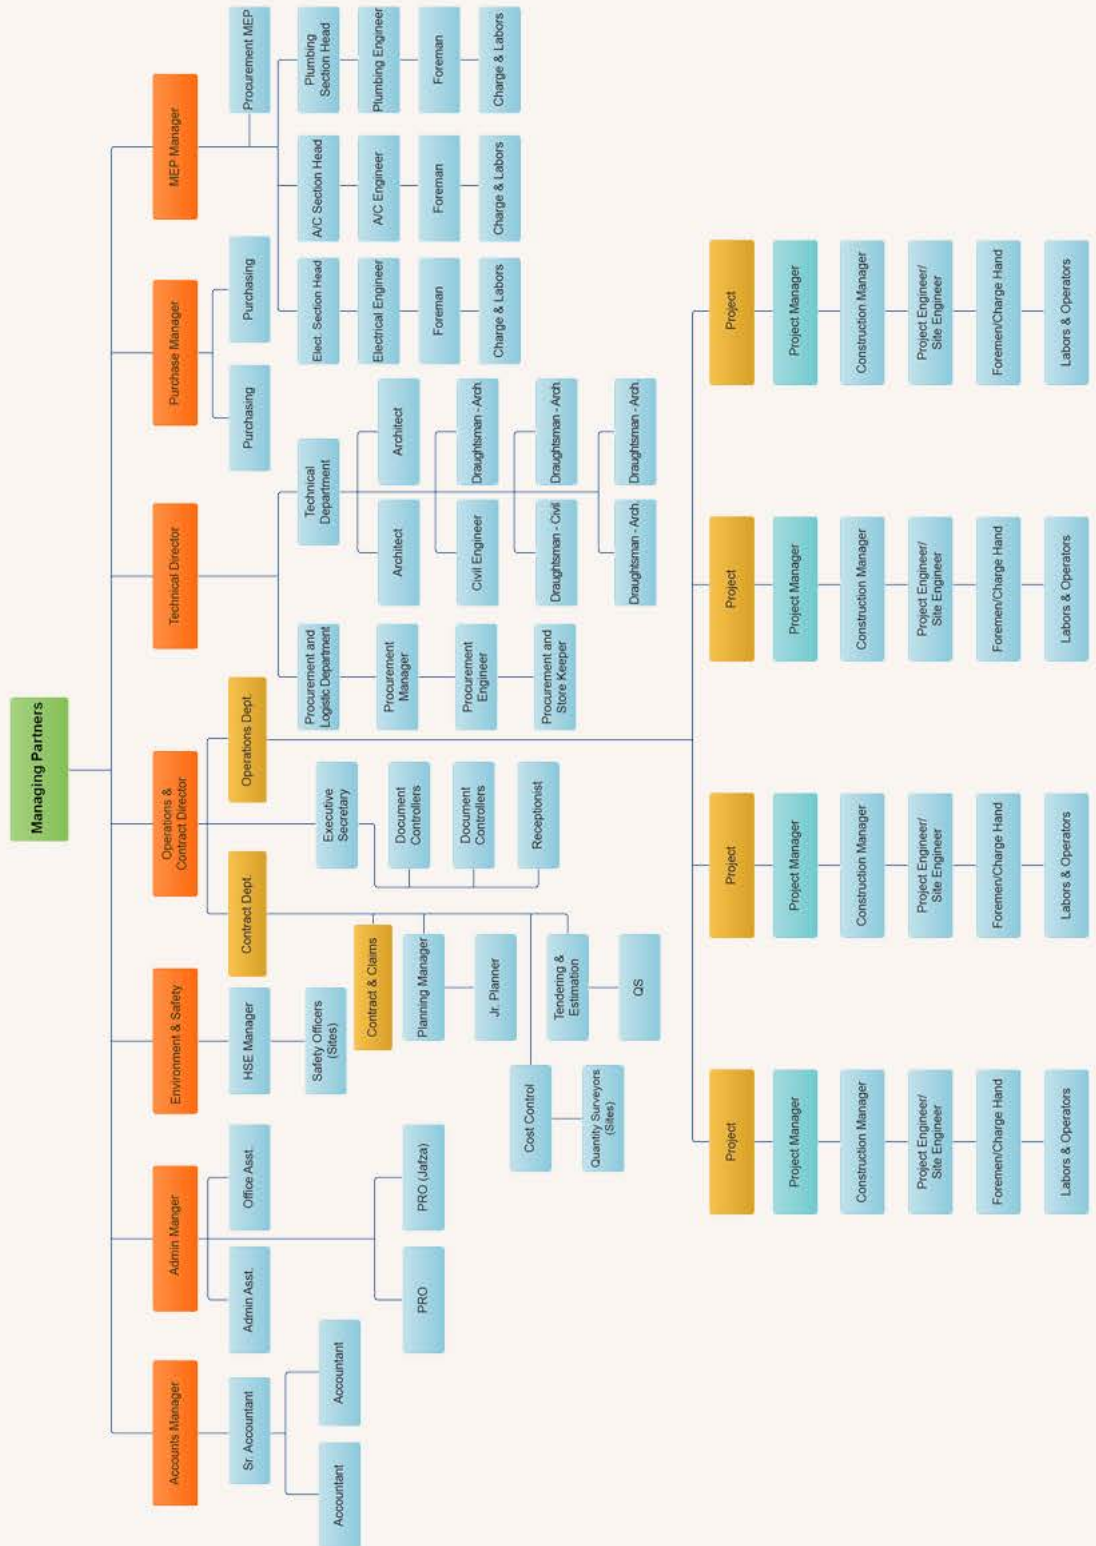 Managing Partners
Accounts Manager
Admin Manger
Environment & Safety
Operations &
Contract Director
Technical Director
Purchase Manager
MEP Manager
Sr. Accountant
Accountant
Accountant
Admin Asst.
Office Asst.
PRO
PRO (Jafza)
HSE Manager
Safety Officers
(Sites)
Contract Dept.
Operations Dept.
Contract & Claims
Planning Manager
Jr. Planner
Cost Control
Quantity Surveyors
(Sites)
Tendering &
Estimation
QS
Executive
Secretary
Document
Controllers
Document
Controllers
Receptionist
Procurement and
Logistic Department
Procurement
Manager
Procurement
Engineer
Procurement and
Store Keeper
Technical
Department
Architect
Architect
Civil Engineer
Draughtsman - Arch.
Draughtsman - Civil
Draughtsman - Arch.
Draughtsman - Arch.
Draughtsman - Arch.
Purchasing
Purchasing
Procurement MEP
Elect. Section Head
Electrical Engineer
Foreman
Charge & Labors
A/C Section Head
A/C Engineer
Foreman
Charge & Labors
Plumbing
Section Head
Plumbing Engineer
Foreman
Charge & Labors
Project
Project Manager
Construction Manager
Project Engineer/
Site Engineer
Foremen/Charge Hand
Labors & Operators
Project
Project Manager
Construction Manager
Project Engineer/
Site Engineer
Foremen/Charge Hand
Labors & Operators
Project
Project Manager
Construction Manager
Project Engineer/
Site Engineer
Foremen/Charge Hand
Labors & Operators
Project
Project Manager
Construction Manager
Project Engineer/
Site Engineer
Foremen/Charge Hand
Labors & Operators